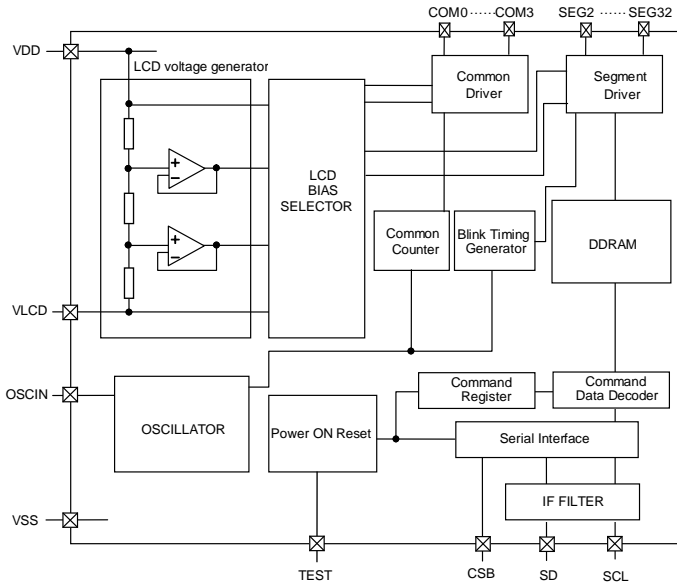 COM0 ······ COM3 SEG2 ······ SEG32
VDD
LCD voltage generator
Common
Driver
Segment
Driver
+
−
LCD
BIAS
SELECTOR
+
−
Common
Counter
Blink Timing
Generator
DDRAM
VLCD
OSCIN
OSCILLATOR
Power ON Reset
Command
Register
Command
Data Decoder
Serial Interface
IF FILTER
VSS
TEST
CSB
SD
SCL